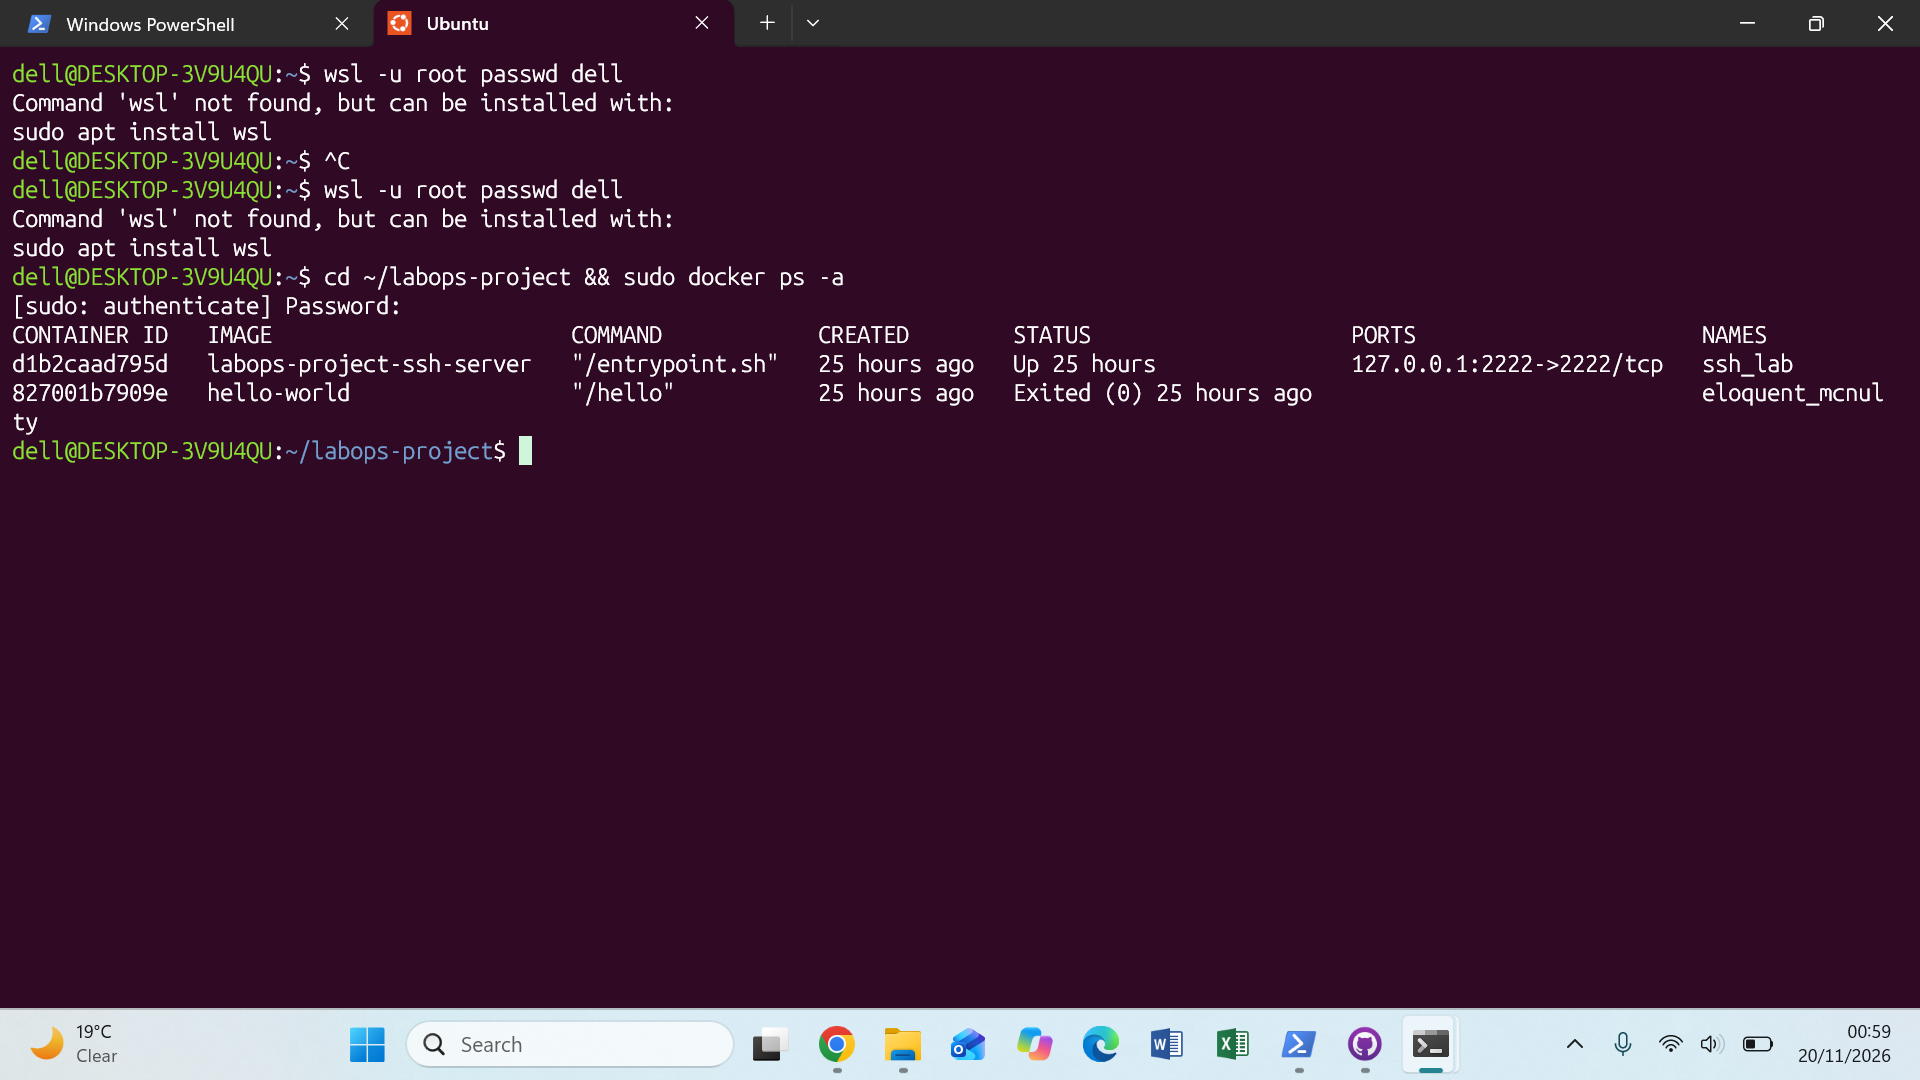 Windows PowerShell
Ubuntu
dell@DESKTOP-3V9U4QU:~$ wsl -u root passwd dell
Command 'wsl' not found, but can be installed with:
sudo apt install wsl
dell@DESKTOP-3V9U4QU:~$ ^C
dell@DESKTOP-3V9U4QU:~$ wsl -u root passwd dell
Command 'wsl' not found, but can be installed with:
sudo apt install wsl
dell@DESKTOP-3V9U4QU:~$ cd ~/labops-project && sudo docker ps -a
[sudo: authenticate] Password:
CONTAINER ID   IMAGE                       COMMAND            CREATED        STATUS                    PORTS                      NAMES
d1b2caad795d   labops-project-ssh-server   "/entrypoint.sh"   25 hours ago   Up 25 hours               127.0.0.1:2222->2222/tcp   ssh_lab
827001b7909e   hello-world                 "/hello"           25 hours ago   Exited (0) 25 hours ago                              eloquent_mcnul
ty
dell@DESKTOP-3V9U4QU:~/labops-project$
19°C
Clear
Search
00:59
20/11/2026